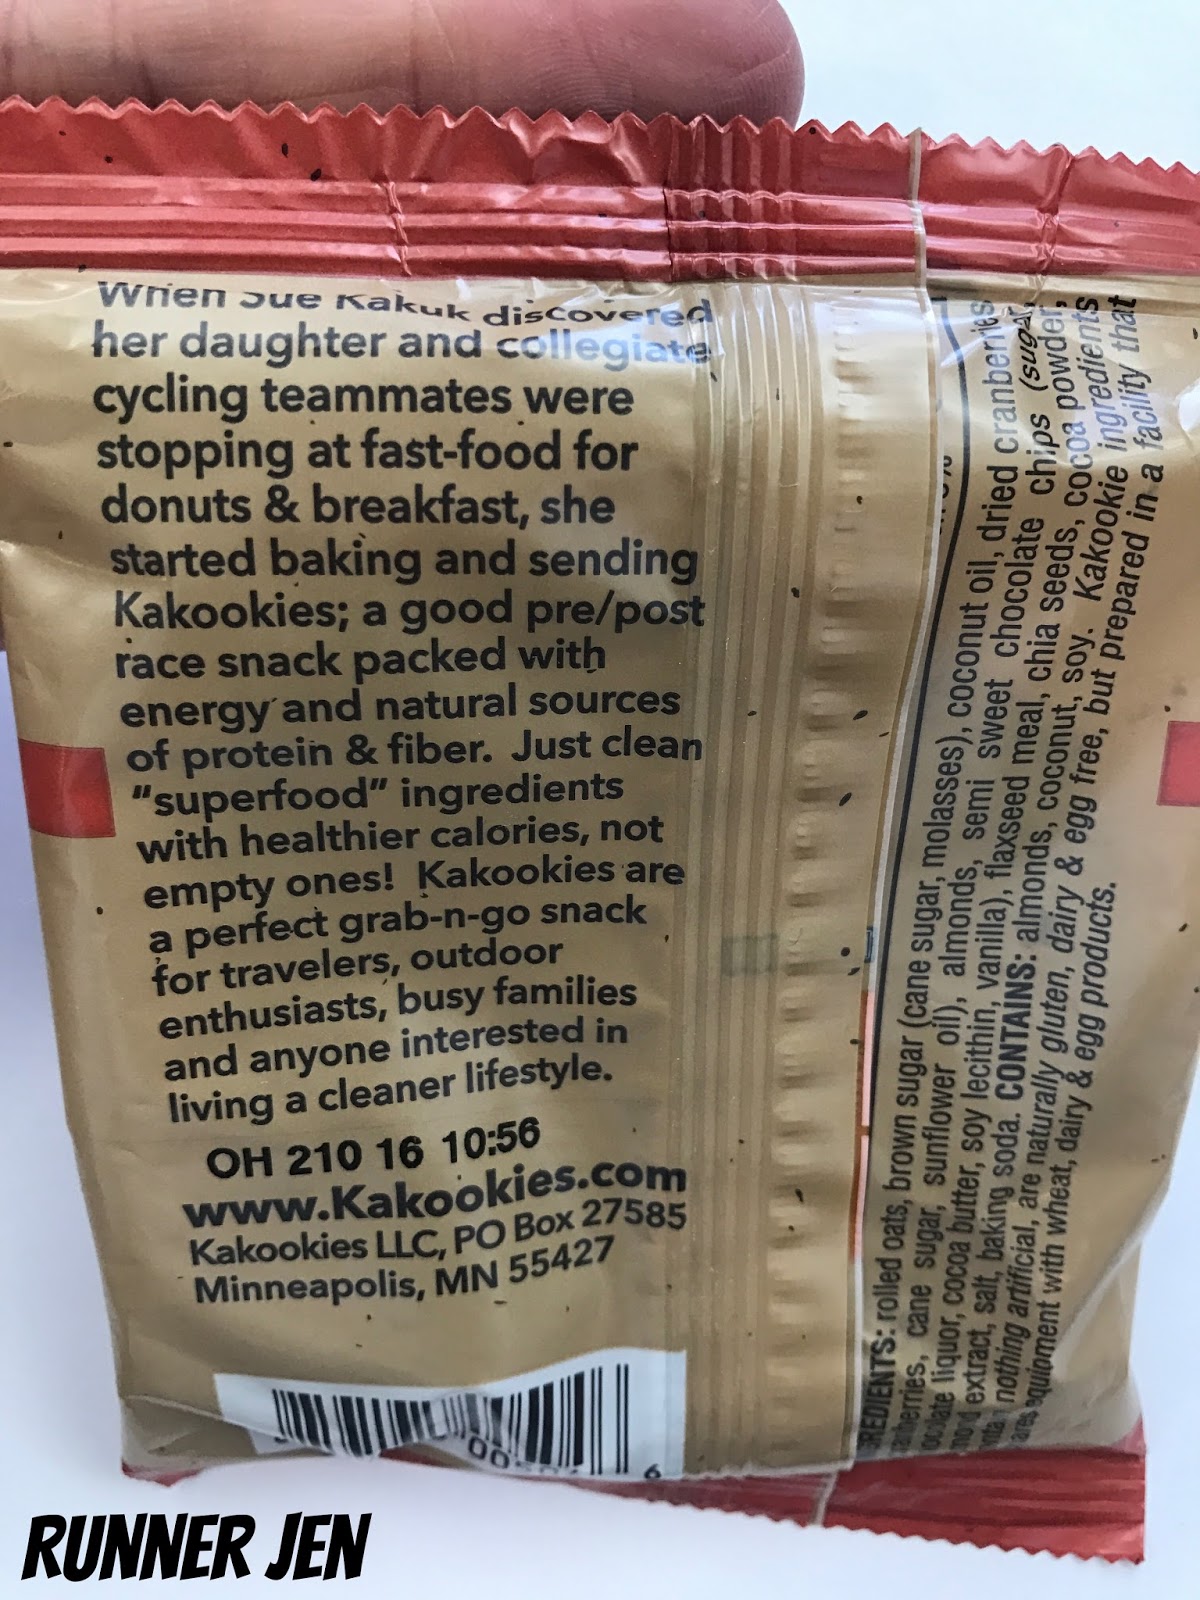 When Sue Kakuk discovered
her daughter and collegiate
cycling teammates were
stopping at fast-food for
donuts & breakfast, she
started baking and sending
Kakookies; a good pre/post
race snack packed with
energy and natural sources
of protein & fiber. Just clean
"superfood" ingredients
with healthier calories, not
empty ones! Kakookies are
a perfect grab-n-go snack
for travelers, outdoor
enthusiasts, busy families
and anyone interested in
living a cleaner lifestyle.
OH 210 16 10:56
www.Kakookies.com
Kakookies LLC, PO Box 27585
Minneapolis, MN 55427
6
REDIENTS: rolled oats, brown sugar (cane sugar, molasses), coconut oil, dried cranberries
cane sugar, sunflower oil), almonds, semi sweet chocolate chips (sugar,
liquor, cocoa butter, soy lecithin, vanilla), flaxseed meal, chia seeds, cocoa powder,
extract, salt, baking soda. CONTAINS: almonds, coconut, soy. Kakookie ingredients
nothing artificial, are naturally gluten, dairy & egg free, but prepared in a facility that
equipment with wheat, dairy & egg products.
RUNNER JEN